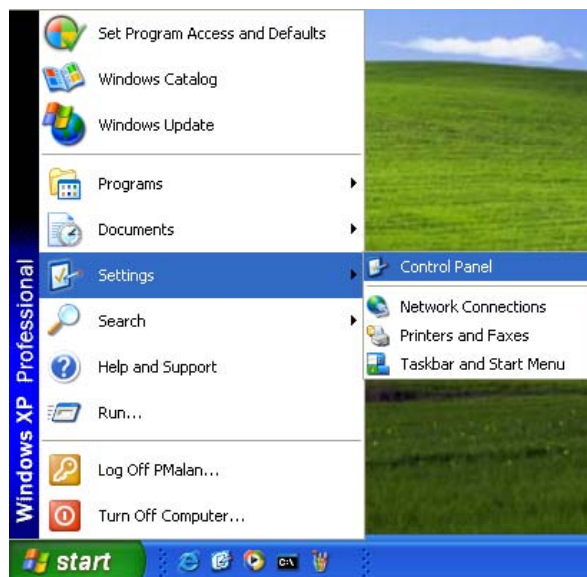 Set Program Access and Defaults
Windows Catalog
Windows Update
Programs
Documents
Settings
Search
Help and Support
Run...
Log Off PMalan...
Turn Off Computer...
Control Panel
Network Connections
Printers and Faxes
Taskbar and Start Menu
Windows XP Professional
start
C:\